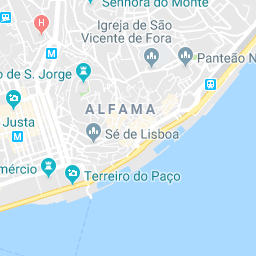 Senhora do Monte
H
Igreja de São
Vicente de Fora
Panteão N
M
o de S. Jorge
ALFAMA
M
Justa
Sé de Lisboa
mércio
Terreiro do Paço
M